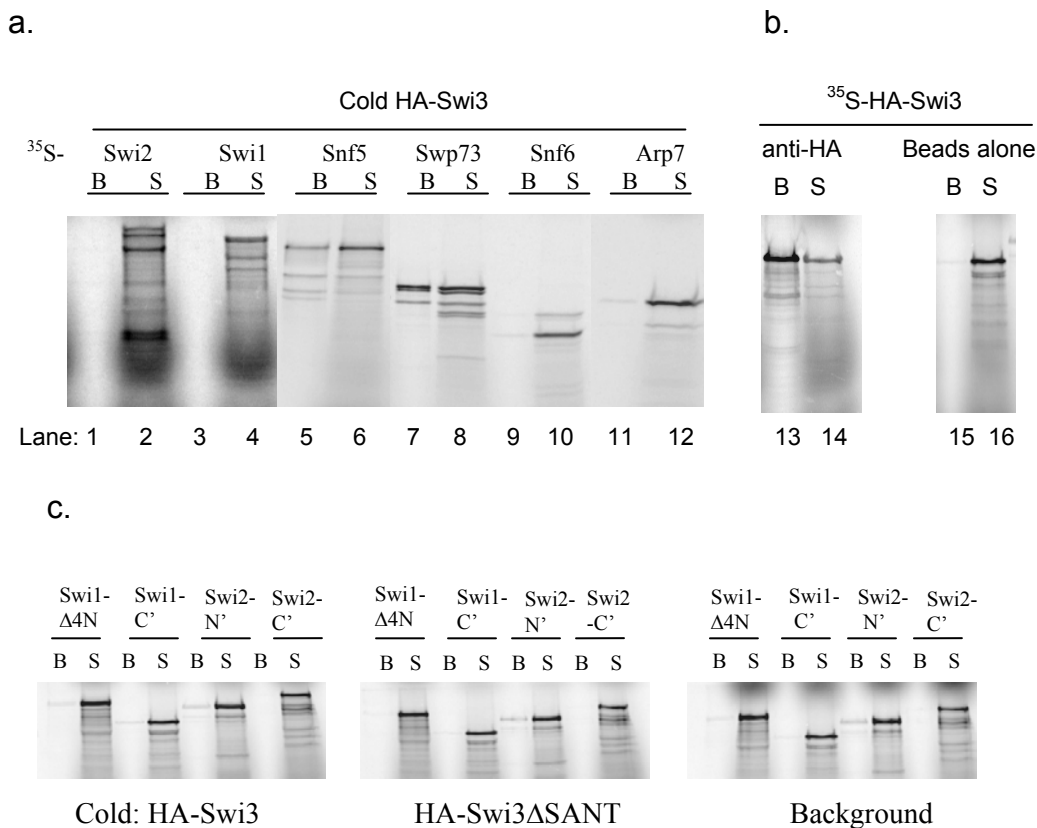 a.
b.
Cold HA-Swi3
³⁵S-HA-Swi3
³⁵S-
Swi2 Swi1 Snf5 Swp73 Snf6 Arp7
anti-HA Beads alone
B S B S B S B S B S B S
B S B S
Lane: 1 2 3 4 5 6 7 8 9 10 11 12
13 14 15 16
c.
Swi1-
Δ4N
Swi1-
C'
Swi2-
N'
Swi2-
C'
Swi1-
Δ4N
Swi1-
C'
Swi2-
N'
Swi2
-C'
Swi1-
Δ4N
Swi1-
C'
Swi2-
N'
Swi2-
C'
B S B S B S B S
B S B S B S B S
B S B S B S B S
Cold: HA-Swi3
HA-Swi3ΔSANT
Background